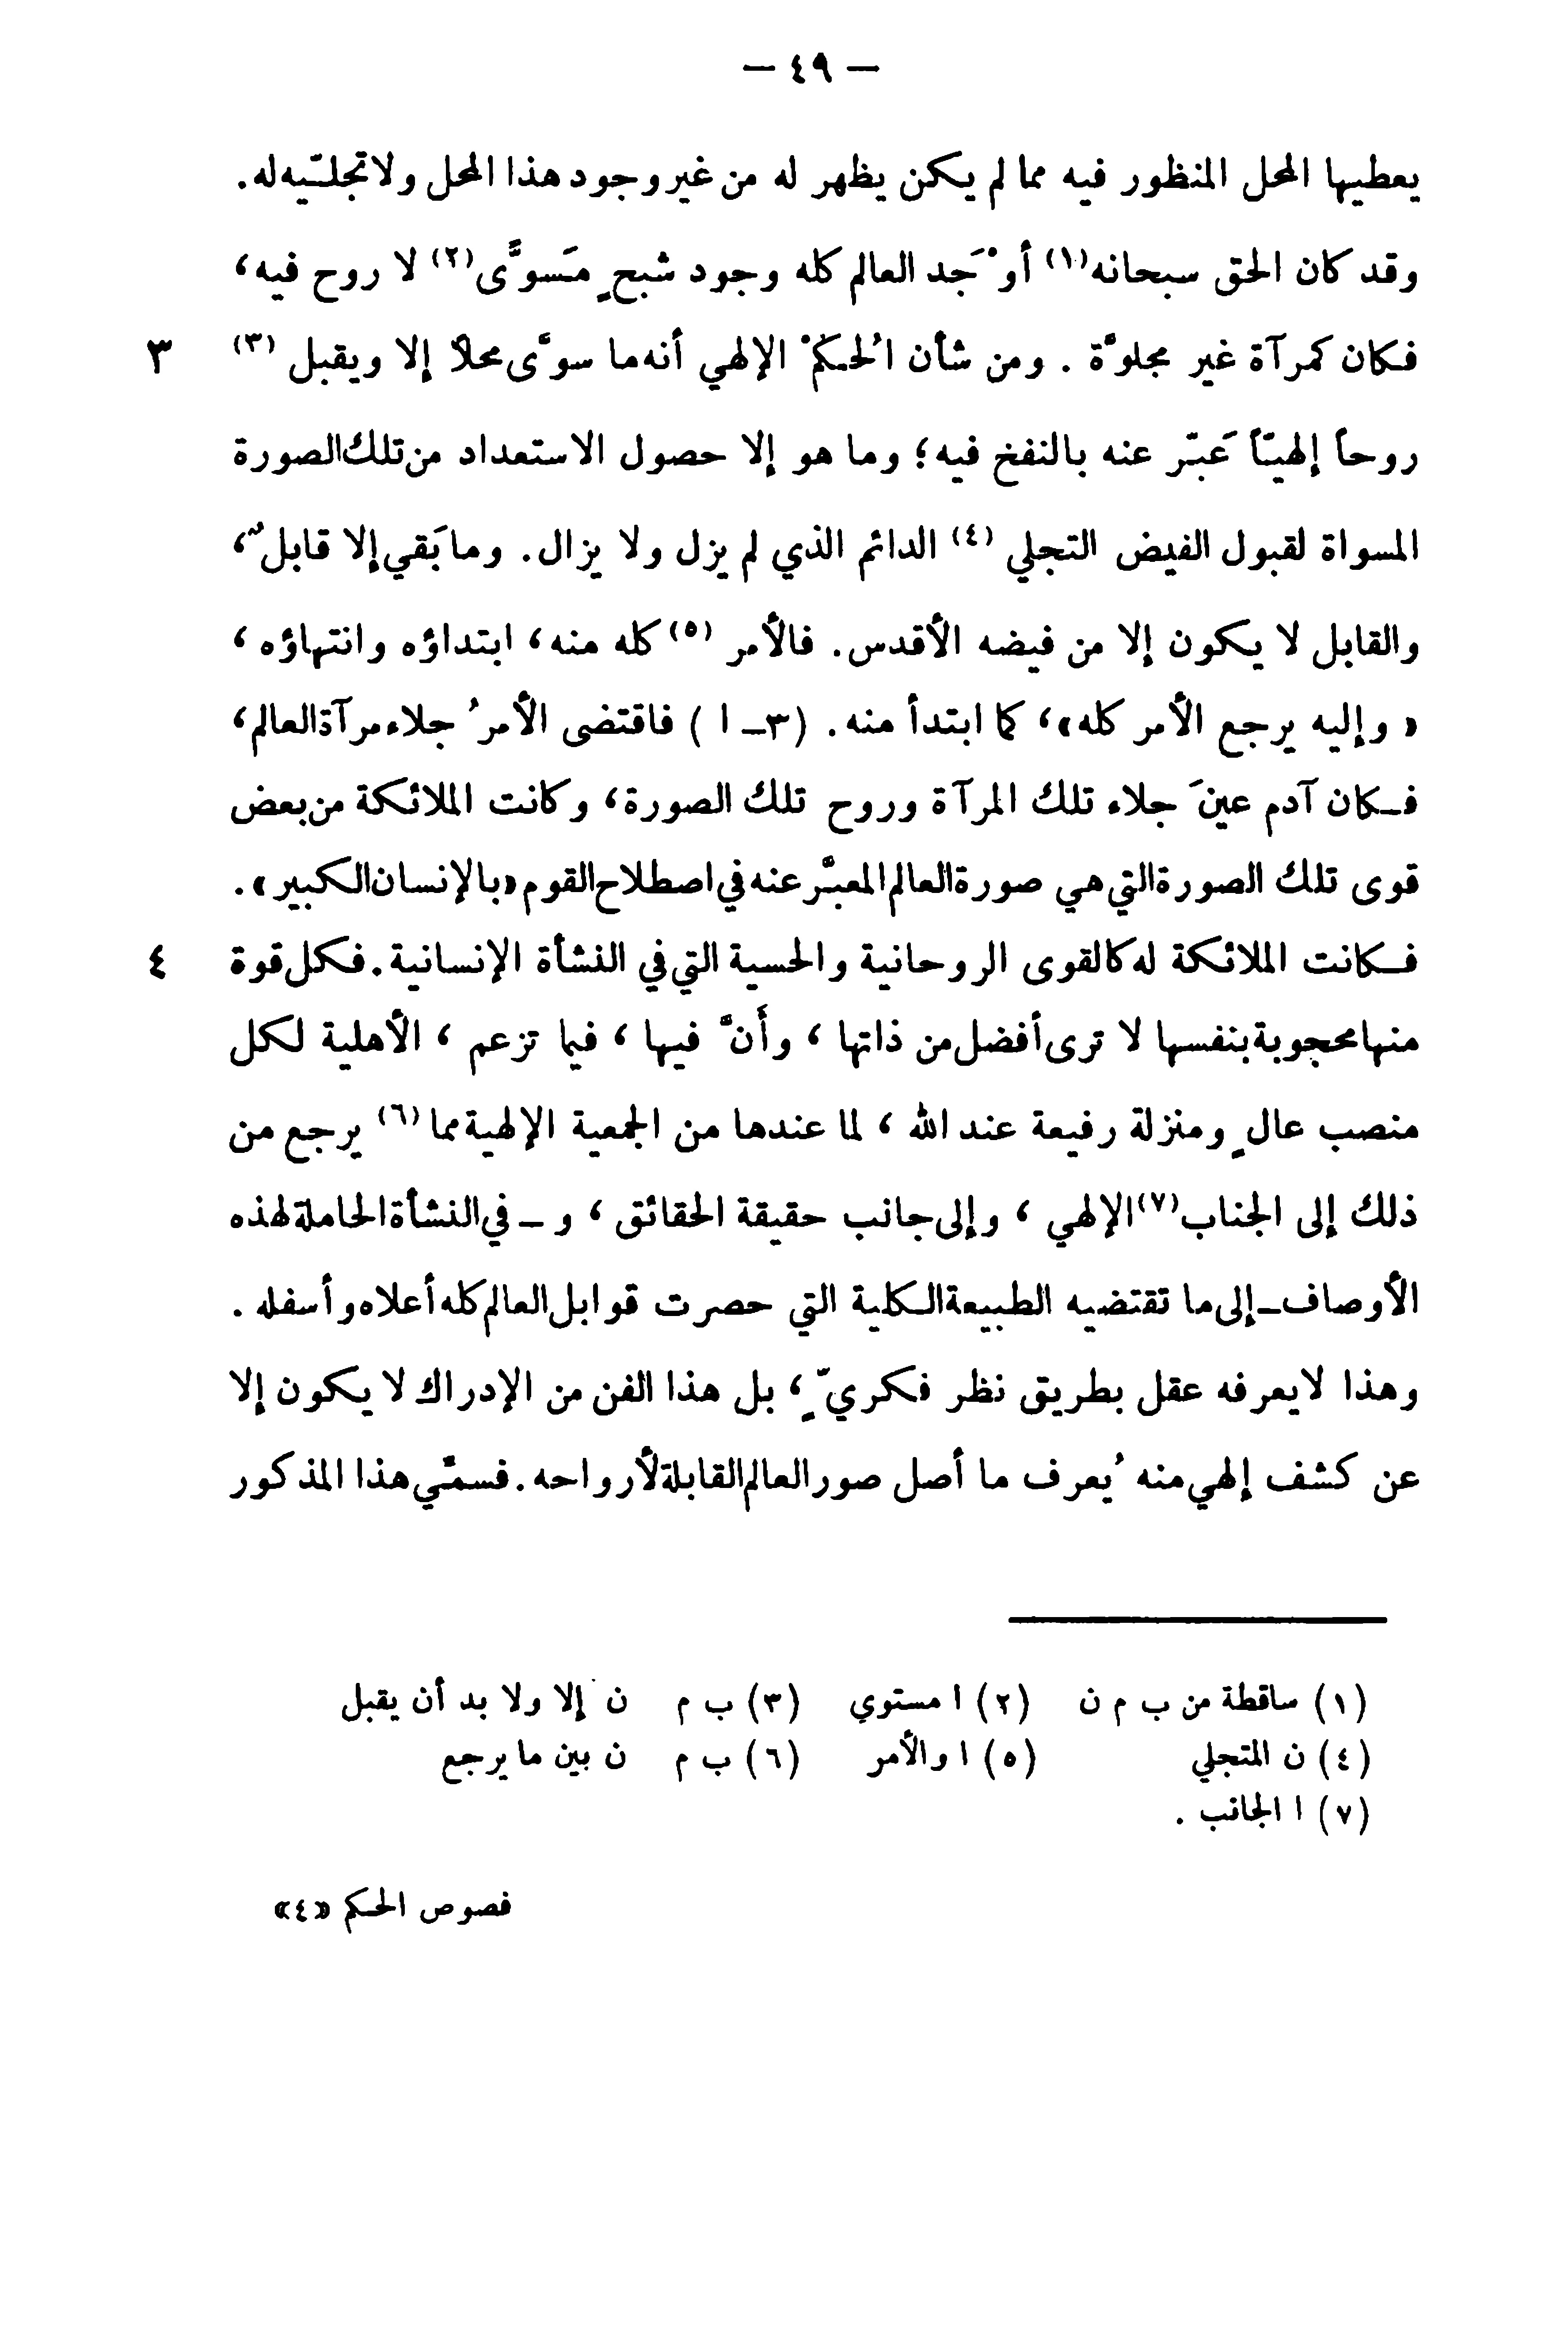 — ٤٩ —
يعطيها المحل المنظور فيه مما لم يكن يظهر له من غير وجود هذا المحل ولا تجلّيه له.
وقد كان الحق سبحانه(١) أوْجَد العالم كله وجود شبحٍ مَسوًّى(٢) لا روح فيه،
فكان كمرآة غير مجلوَّة . ومن شأن الحُكمْ الإلهي أنه ما سوَّى محلاً إلا ويقبل (٣) ٣
روحاً إلهيّاً عَبّر عنه بالنفخ فيه؛ وما هو إلا حصول الاستعداد من تلك الصورة
المسواة لقبول الفيض التجلي (٤) الدائم الذي لم يزل ولا يزال. وما بَقي إلا قابلٌ،
والقابل لا يكون إلا من فيضه الأقدس. فالأمر (٥) كله منه، ابتداؤه وانتهاؤه ،
« وإليه يرجع الأمر كله»، كما ابتدأ منه. (٣ـ ا ) فاقتضى الأمرُ جلاء مرآة العالم،
فكان آدم عينَ جلاء تلك المرآة وروح تلك الصورة، وكانت الملائكة من بعض
قوى تلك الصورة التي هي صورة العالم المعبَّر عنه في اصطلاح القوم «بالإنسان الكبير».
فكانت الملائكة له كالقوى الروحانية والحسية التي في النشأة الإنسانية. فكل قوة ٤
منها محجوبة بنفسها لا ترى أفضل من ذاتها ، وأَنَّ فيها ، فيما تزعم ، الأهلية لكل
منصب عالٍ ومنزلة رفيعة عند الله ، لما عندها من الجمعية الإلهية مما (٦) يرجع من
ذلك إلى الجناب(٧) الإلهي ، وإلى جانب حقيقة الحقائق ، و ـ في النشأة الحاملة لهذه
الأوصاف ـ إلى ما تقتضيه الطبيعة الكلية التي حصرت قوابل العالم كله أعلاه وأسفله .
وهذا لا يعرفه عقل بطريق نظر فكريٍّ، بل هذا الفن من الإدراك لا يكون إلا
عن كشف إلهي منه يُعرف ما أصل صور العالم القابلة لأرواحه. فسمّي هذا المذكور
(١) ساقطة من ب م ن (٢) ا مستوي (٣) ب م ن إلا ولا بد أن يقبل
(٤) ن المتجلي (٥) ا والأمر (٦) ب م ن بين ما يرجع
(٧) ا الجانب .
فصوص الحكم «٤»